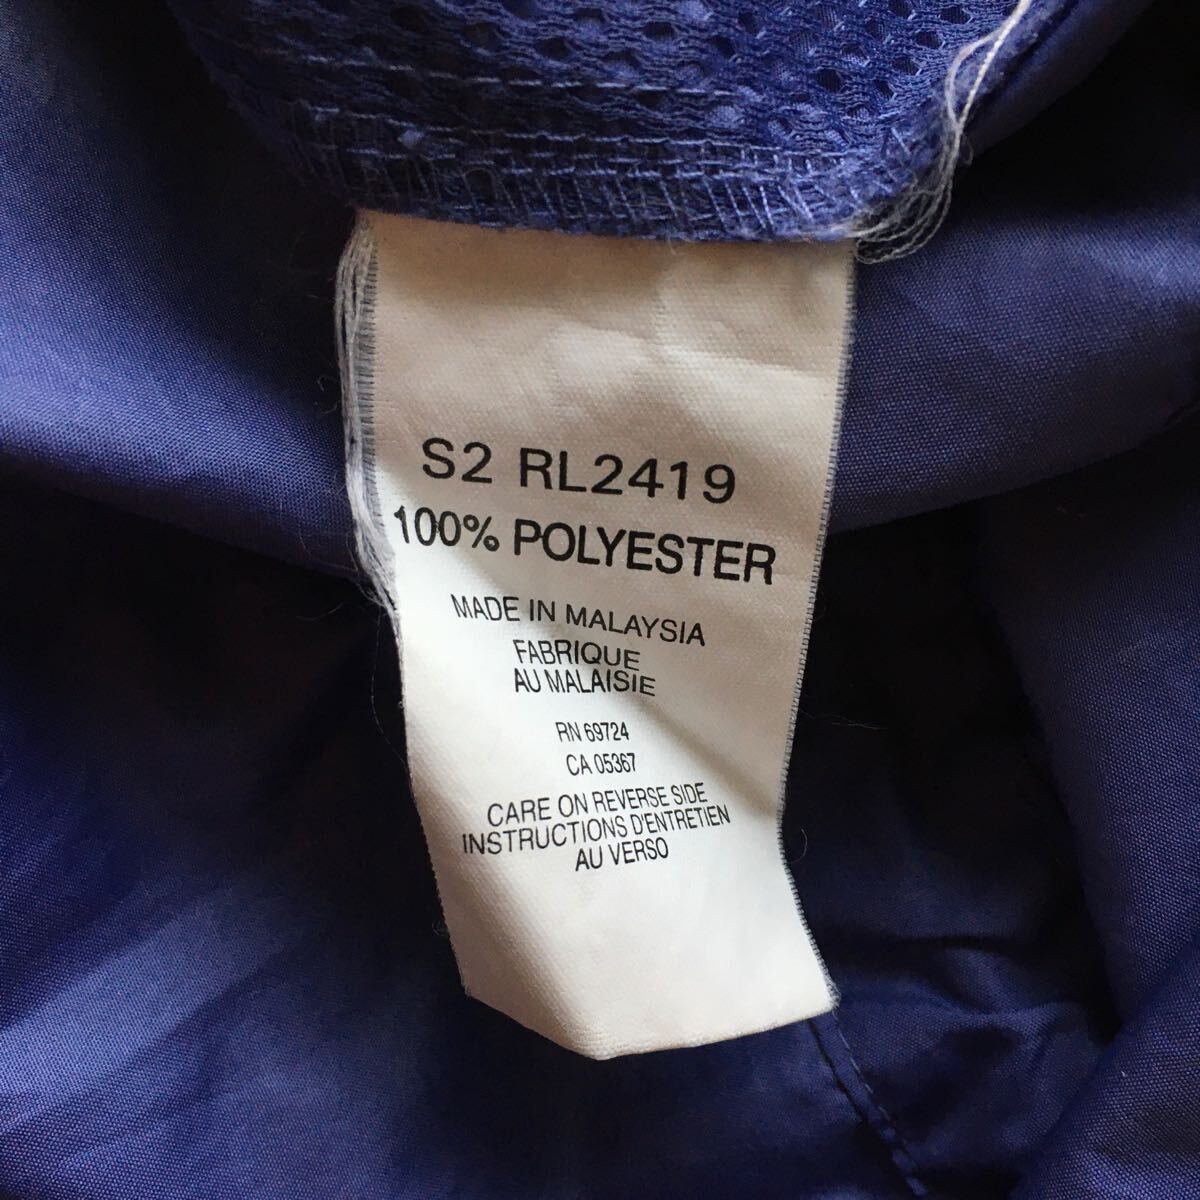 S2 RL2419
100% POLYESTER
MADE IN MALAYSIA
FABRIQUE
AU MALAISIE
RN 69724
CA 05367
CARE ON REVERSE SIDE
INSTRUCTIONS D'ENTRETIEN
AU VERSO